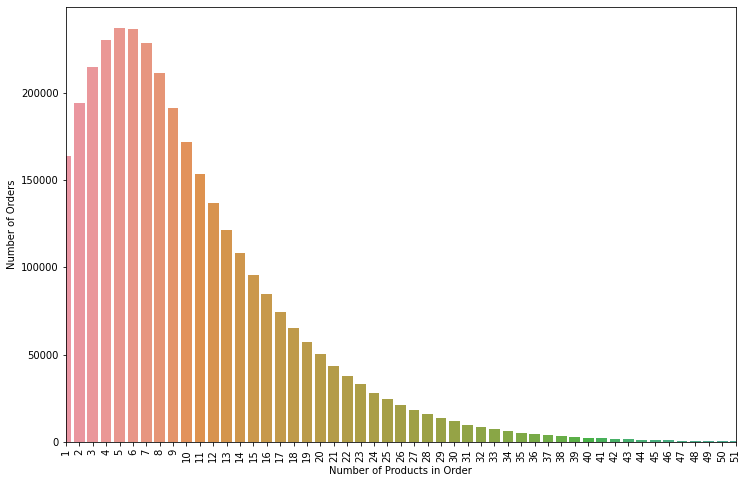 200000
150000
100000
50000
0
Number of Orders
1 2 3 4 5 6 7 8 9 10 11 12 13 14 15 16 17 18 19 20 21 22 23 24 25 26 27 28 29 30 31 32 33 34 35 36 37 38 39 40 41 42 43 44 45 46 47 48 49 50 51
Number of Products in Order